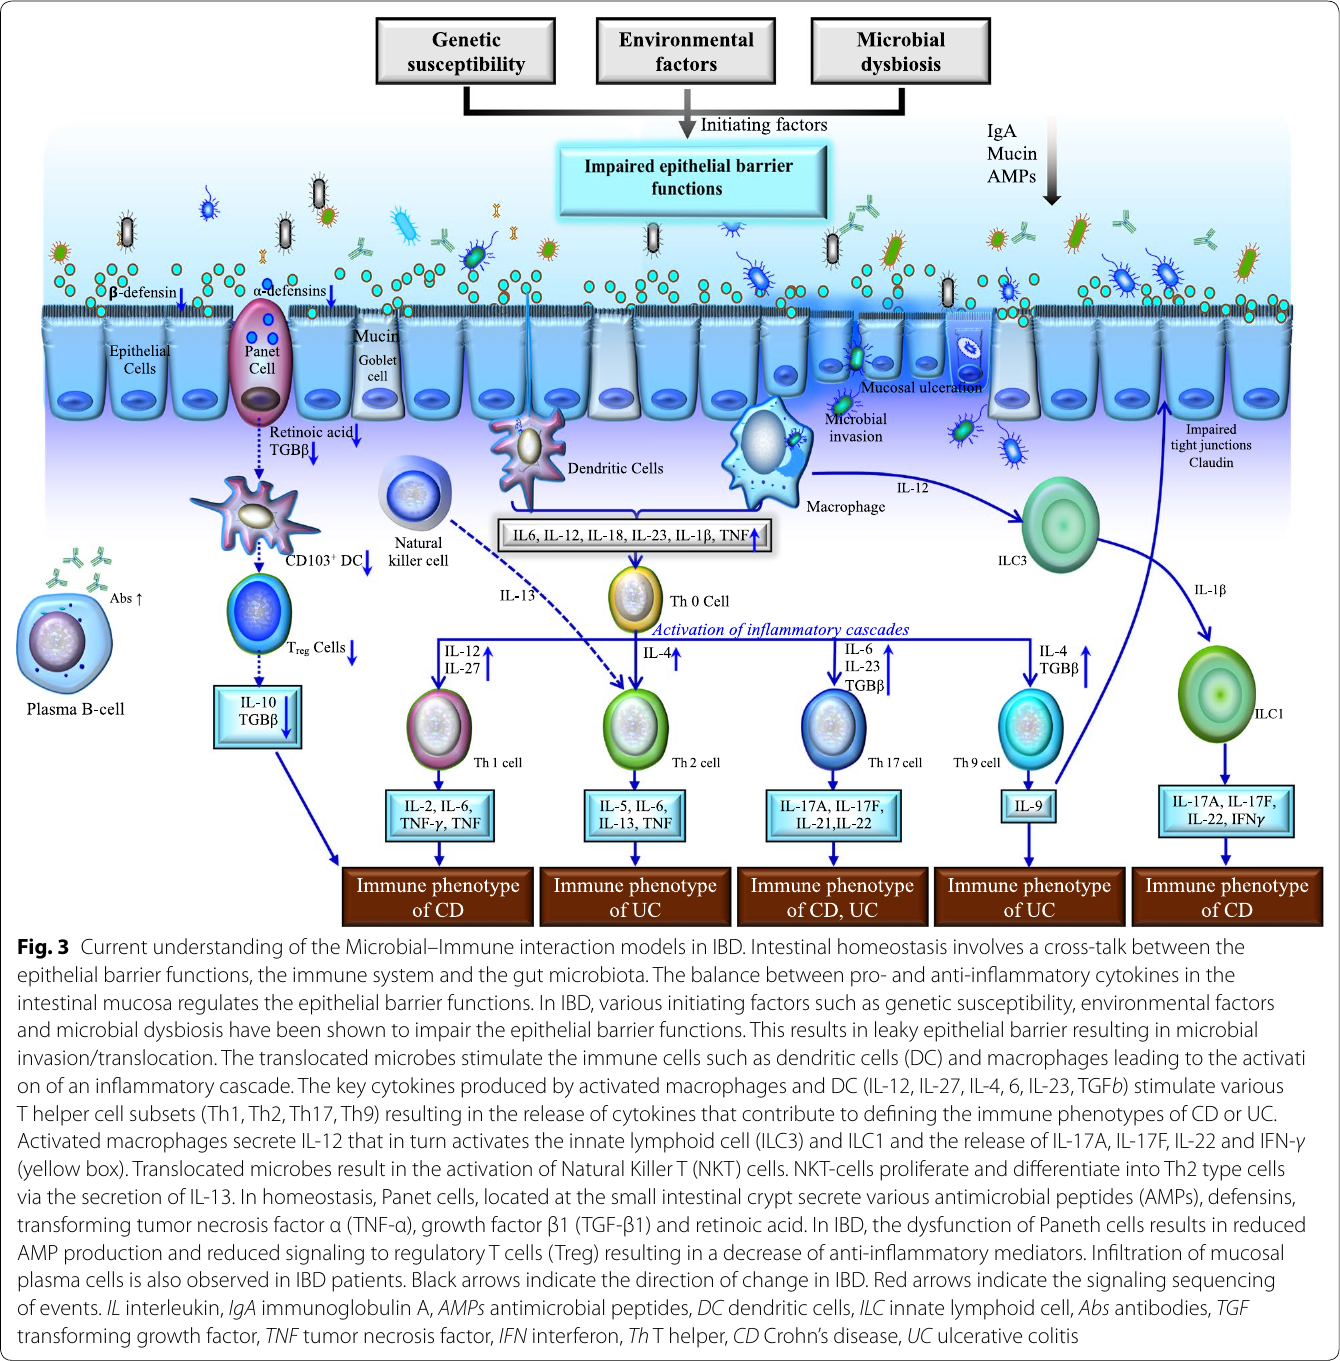 Genetic
susceptibility
Environmental
factors
Microbial
dysbiosis
Initiating factors
IgA
Mucin
AMPs
Impaired epithelial barrier
functions
β-defensin
α-defensins
Epithelial
Cells
Panet
Cell
Mucin
Goblet
cell
Mucosal ulceration
Microbial
invasion
Impaired
tight junctions
Claudin
Retinoic acid
TGBβ
Dendritic Cells
Macrophage
IL-12
Natural
killer cell
IL6, IL-12, IL-18, IL-23, IL-1β, TNF
ILC3
CD103+ DC
Abs ↑
IL-13
Th 0 Cell
IL-1β
Activation of inflammatory cascades
Treg Cells
IL-12
IL-27
IL-4
IL-6
IL-23
TGBβ
IL-4
TGBβ
Plasma B-cell
IL-10
TGBβ
ILC1
Th 1 cell
Th 2 cell
Th 17 cell
Th 9 cell
IL-2, IL-6,
TNF-γ, TNF
IL-5, IL-6,
IL-13, TNF
IL-17A, IL-17F,
IL-21,IL-22
IL-9
IL-17A, IL-17F,
IL-22, IFNγ
Immune phenotype
of CD
Immune phenotype
of UC
Immune phenotype
of CD, UC
Immune phenotype
of UC
Immune phenotype
of CD
Fig. 3 Current understanding of the Microbial–Immune interaction models in IBD. Intestinal homeostasis involves a cross-talk between the
epithelial barrier functions, the immune system and the gut microbiota. The balance between pro- and anti-inflammatory cytokines in the
intestinal mucosa regulates the epithelial barrier functions. In IBD, various initiating factors such as genetic susceptibility, environmental factors
and microbial dysbiosis have been shown to impair the epithelial barrier functions. This results in leaky epithelial barrier resulting in microbial
invasion/translocation. The translocated microbes stimulate the immune cells such as dendritic cells (DC) and macrophages leading to the activati
on of an inflammatory cascade. The key cytokines produced by activated macrophages and DC (IL-12, IL-27, IL-4, 6, IL-23, TGFb) stimulate various
T helper cell subsets (Th1, Th2, Th17, Th9) resulting in the release of cytokines that contribute to defining the immune phenotypes of CD or UC.
Activated macrophages secrete IL-12 that in turn activates the innate lymphoid cell (ILC3) and ILC1 and the release of IL-17A, IL-17F, IL-22 and IFN-γ
(yellow box). Translocated microbes result in the activation of Natural Killer T (NKT) cells. NKT-cells proliferate and differentiate into Th2 type cells
via the secretion of IL-13. In homeostasis, Panet cells, located at the small intestinal crypt secrete various antimicrobial peptides (AMPs), defensins,
transforming tumor necrosis factor α (TNF-α), growth factor β1 (TGF-β1) and retinoic acid. In IBD, the dysfunction of Paneth cells results in reduced
AMP production and reduced signaling to regulatory T cells (Treg) resulting in a decrease of anti-inflammatory mediators. Infiltration of mucosal
plasma cells is also observed in IBD patients. Black arrows indicate the direction of change in IBD. Red arrows indicate the signaling sequencing
of events. IL interleukin, IgA immunoglobulin A, AMPs antimicrobial peptides, DC dendritic cells, ILC innate lymphoid cell, Abs antibodies, TGF
transforming growth factor, TNF tumor necrosis factor, IFN interferon, Th T helper, CD Crohn's disease, UC ulcerative colitis